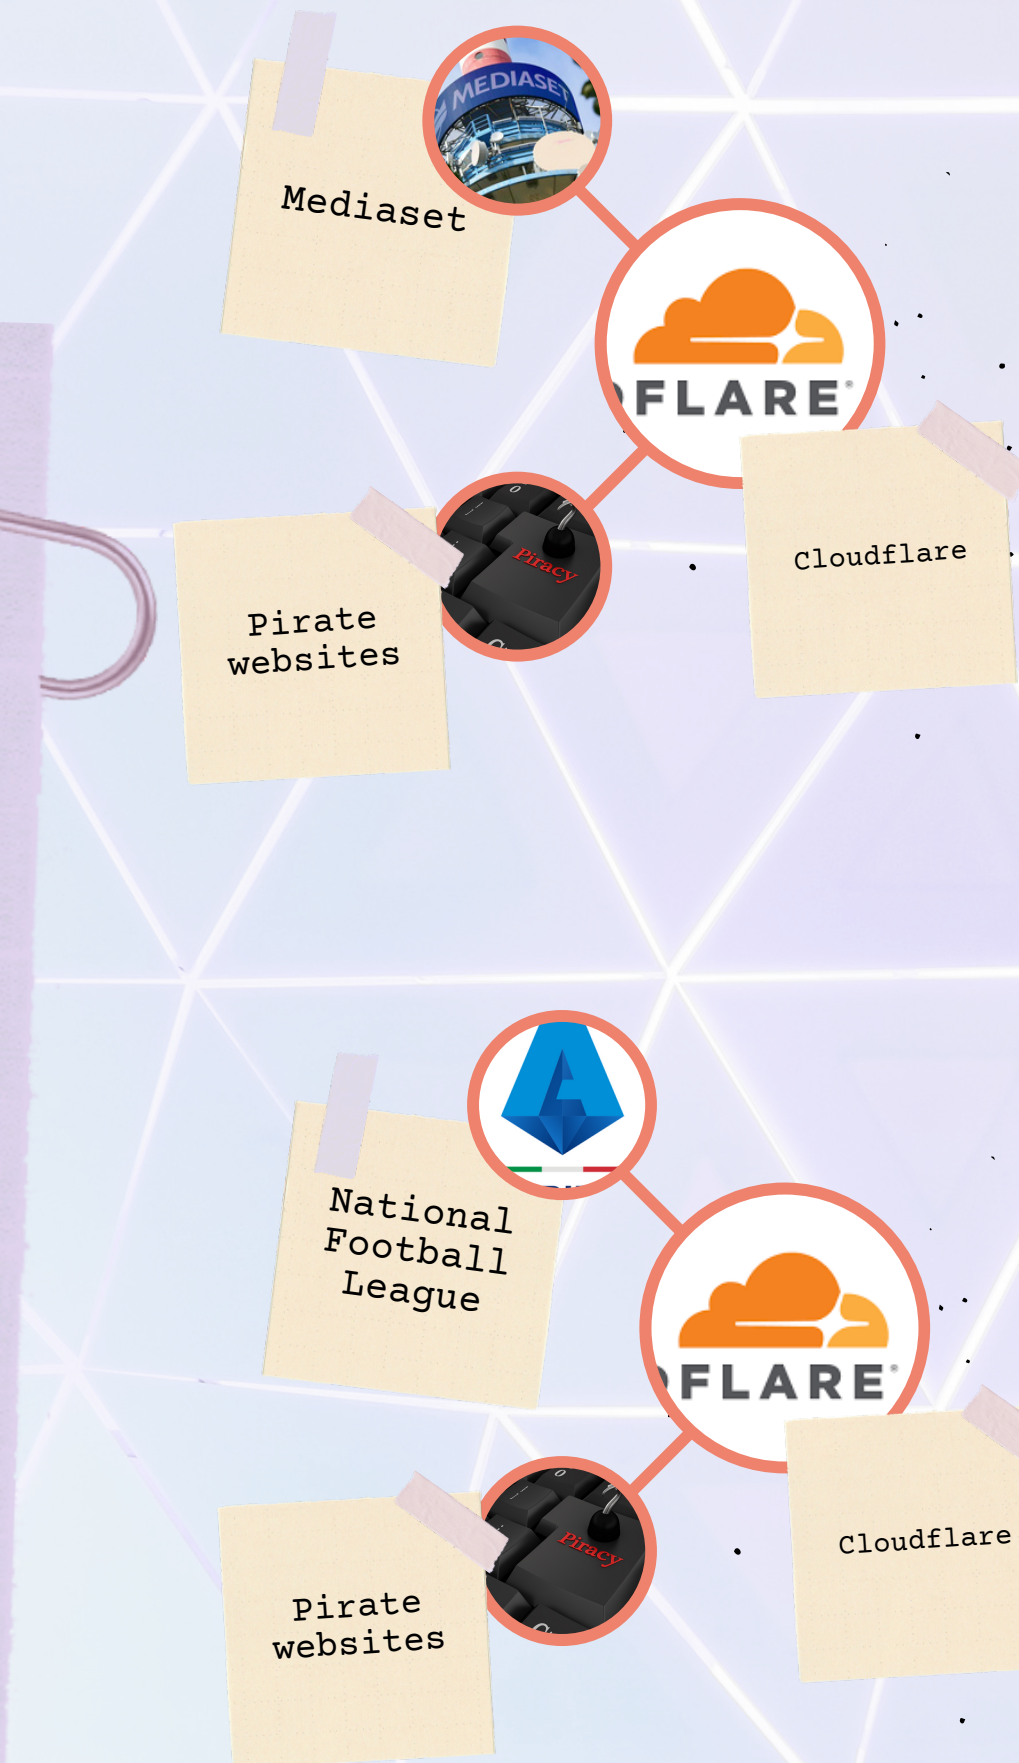 MEDIASET
Mediaset
FLARE
Piracy
Cloudflare
Pirate
websites
National
Football
League
FLARE
Piracy
Cloudflare
Pirate
websites